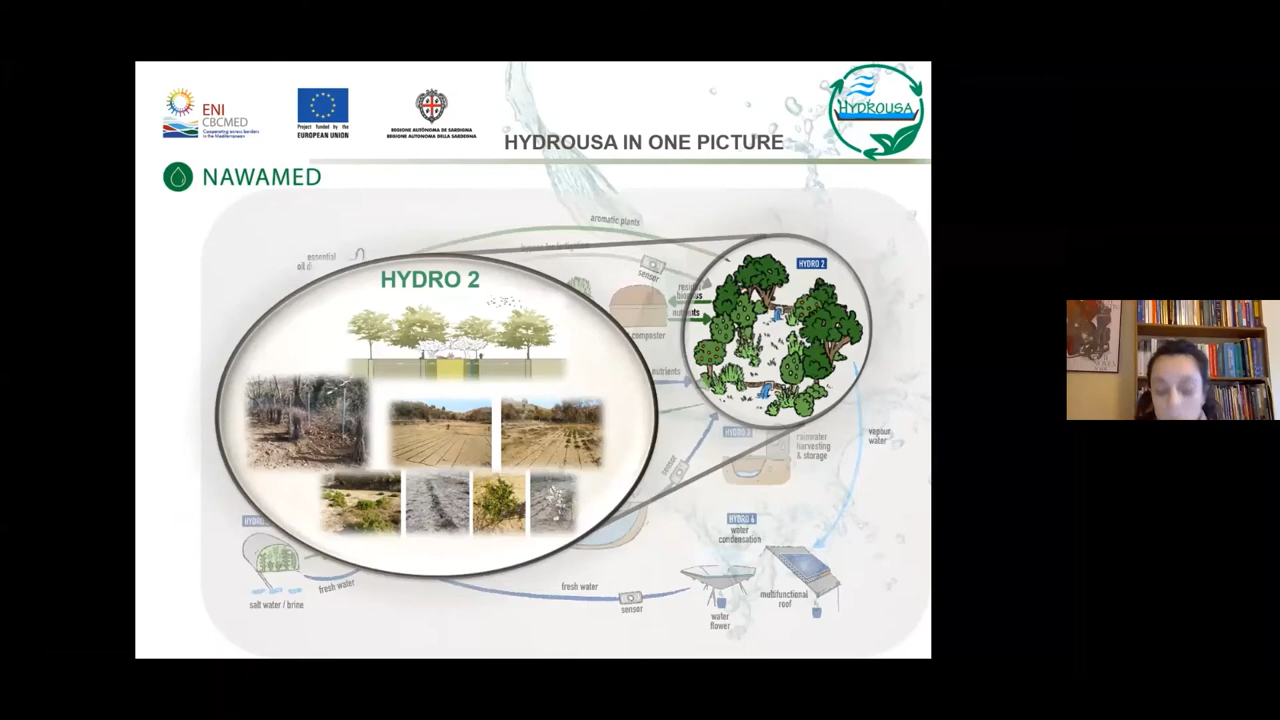 ENI
CBCMED
Cooperating across borders
in the Mediterranean
Project funded by the
EUROPEAN UNION
REGIONE AUTÒNOMA DE SARDIGNA
REGIONE AUTONOMA DELLA SARDEGNA
HYDROUSA IN ONE PICTURE
HYDROUSA
NAWAMED
aromatic plants
essential
oil
sensor
HYDRO 2
HYDRO 2
nutrients
composter
nutrients
rainwater
harvesting
& storage
vapour
water
sensor
HYDRO
HYDRO 6
water
condensation
fresh water
salt water / brine
fresh water
sensor
multifunctional
roof
water
flower